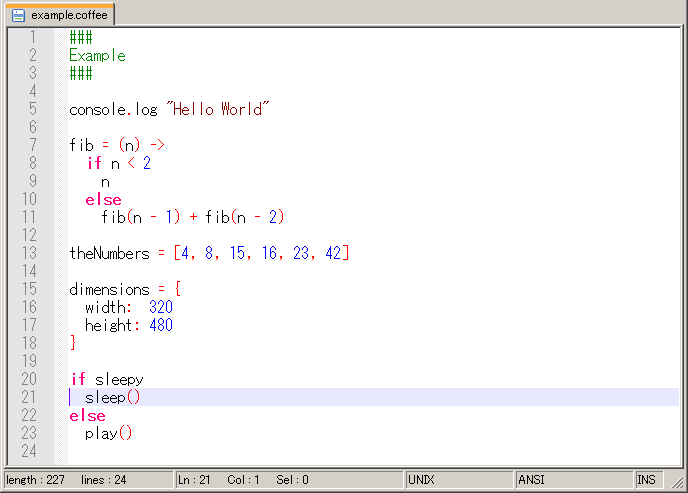 example.coffee
1 ###
2 Example
3 ###
4
5 console.log "Hello World"
6
7 fib = (n) ->
8   if n < 2
9     n
10   else
11     fib(n - 1) + fib(n - 2)
12
13 theNumbers = [4, 8, 15, 16, 23, 42]
14
15 dimensions = {
16   width:  320
17   height: 480
18 }
19
20 if sleepy
21   sleep()
22 else
23   play()
24
length : 227 lines : 24 Ln : 21 Col : 1 Sel : 0 UNIX ANSI INS